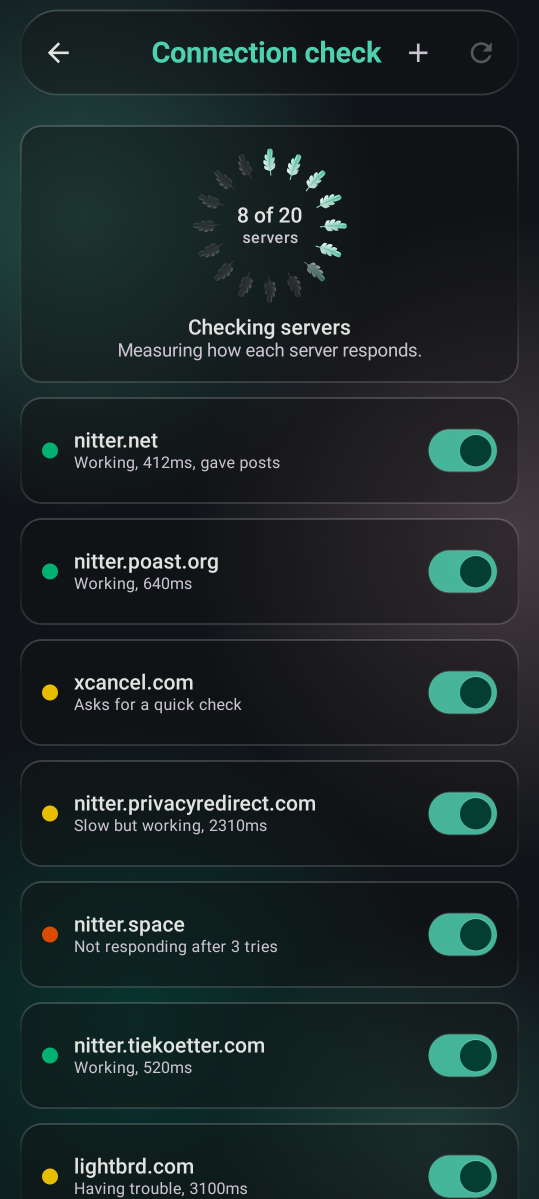 Connection check
8 of 20
servers
Checking servers
Measuring how each server responds.
nitter.net
Working, 412ms, gave posts
nitter.poast.org
Working, 640ms
xcancel.com
Asks for a quick check
nitter.privacyredirect.com
Slow but working, 2310ms
nitter.space
Not responding after 3 tries
nitter.tiekoetter.com
Working, 520ms
lightbrd.com
Having trouble, 3100ms